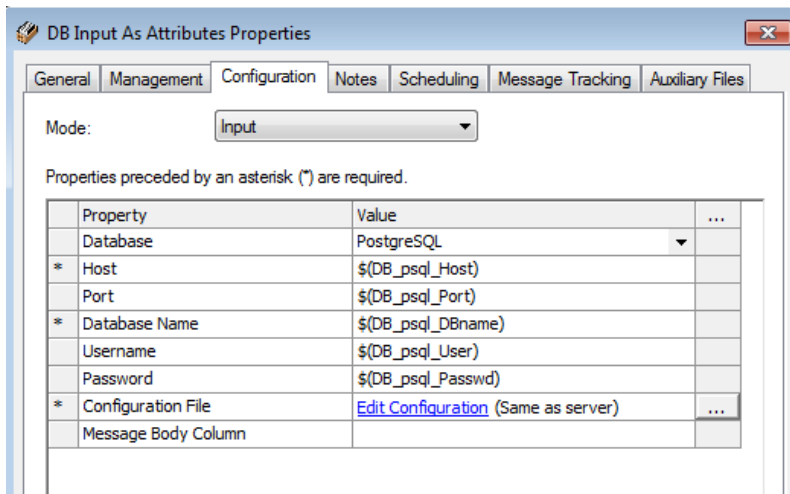 DB Input As Attributes Properties
General Management Configuration Notes Scheduling Message Tracking Auxiliary Files
Mode: Input
Properties preceded by an asterisk (*) are required.
Property Value ...
Database PostgreSQL
* Host $(DB_psql_Host)
Port $(DB_psql_Port)
* Database Name $(DB_psql_DBname)
Username $(DB_psql_User)
Password $(DB_psql_Passwd)
* Configuration File Edit Configuration (Same as server) ...
Message Body Column